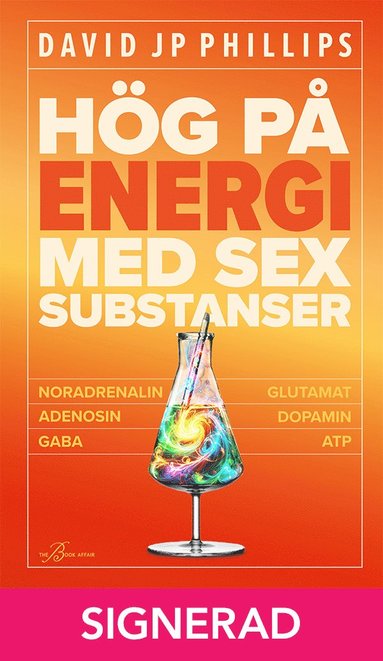 DAVID JP PHILLIPS
HÖG PÅ
ENERGI
MED SEX
SUBSTANSER
NORADRENALIN
ADENOSIN
GABA
GLUTAMAT
DOPAMIN
ATP
THE BOOK AFFAIR
SIGNERAD